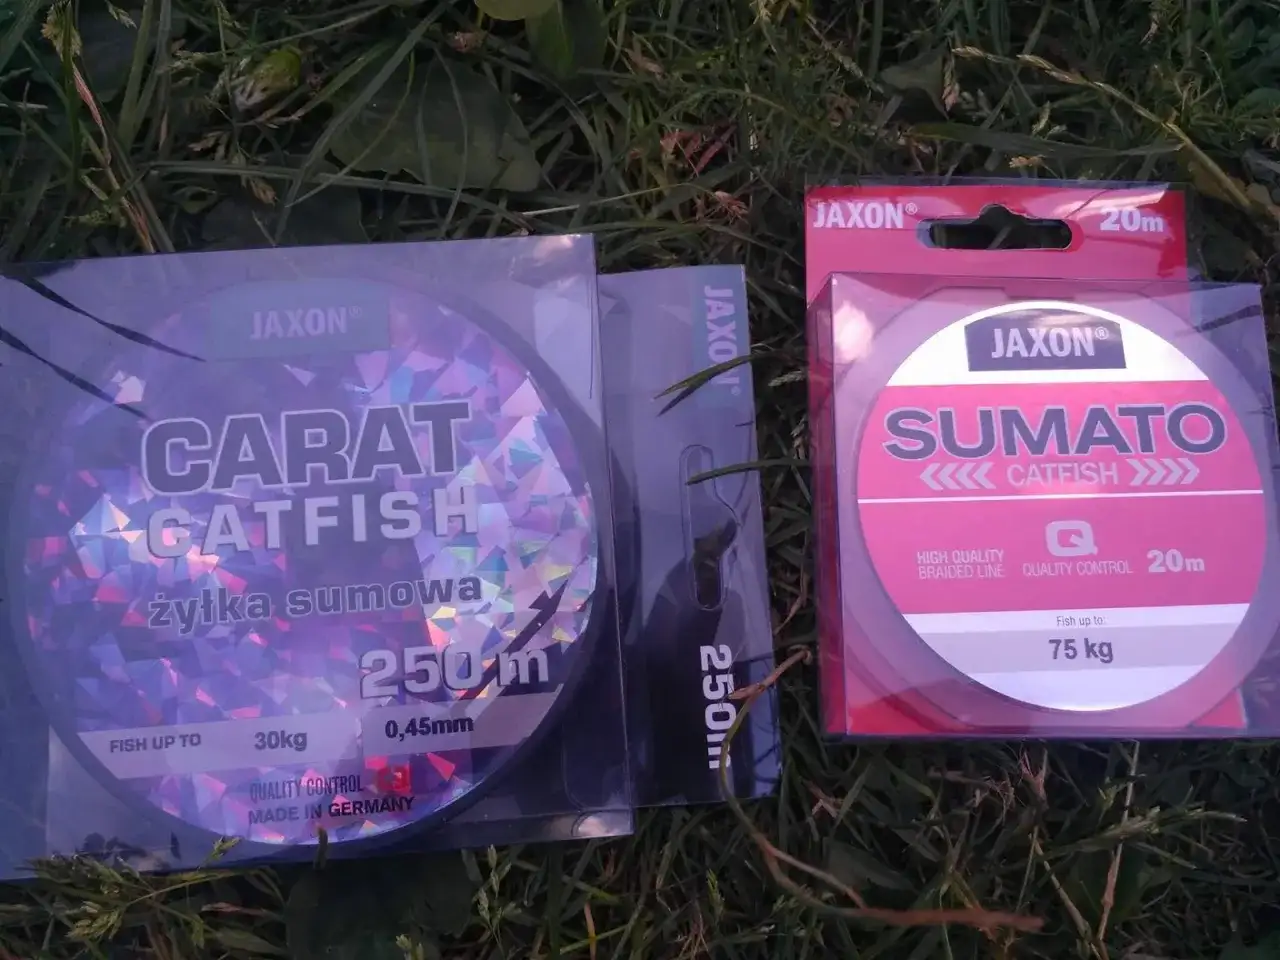 JAXON®
CARAT
CATFISH
żyłka sumowa
250 m
FISH UP TO 30kg 0,45mm
QUALITY CONTROL Q
MADE IN GERMANY
JAXON®
250m
JAXON® 20m
JAXON®
SUMATO
CATFISH
HIGH QUALITY
BRAIDED LINE
Q
QUALITY CONTROL
20m
Fish up to:
75 kg